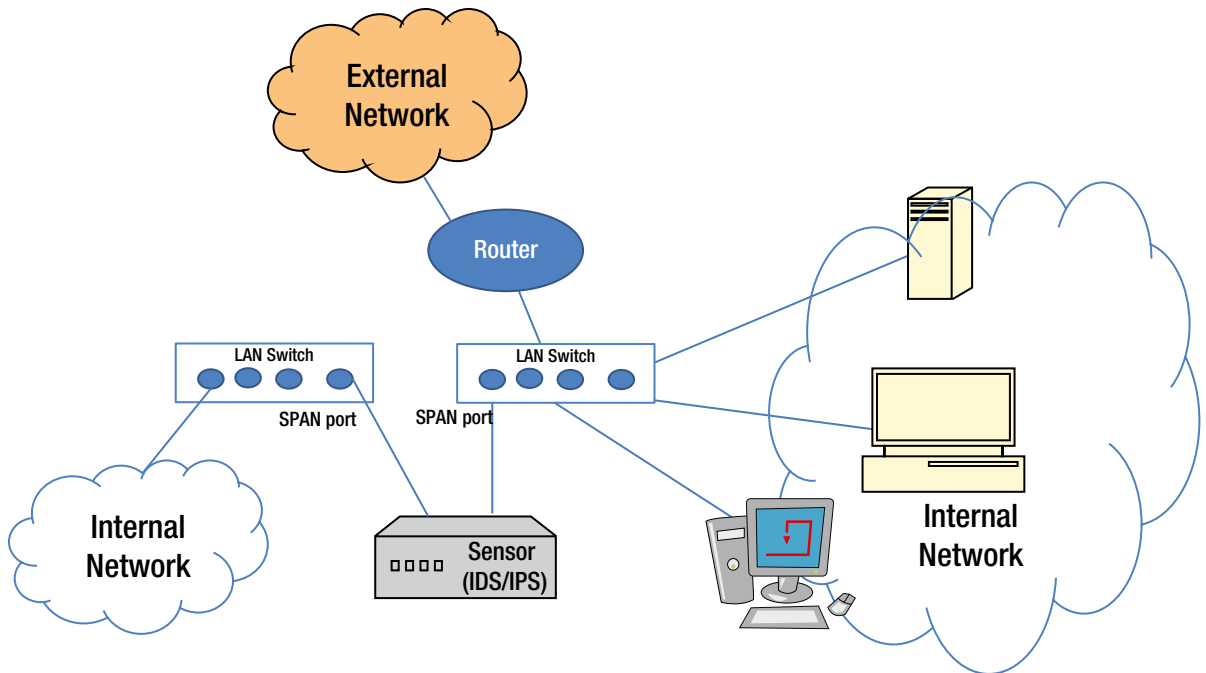 External
Network
Router
LAN Switch
LAN Switch
SPAN port
SPAN port
Internal
Network
Sensor
(IDS/IPS)
Internal
Network